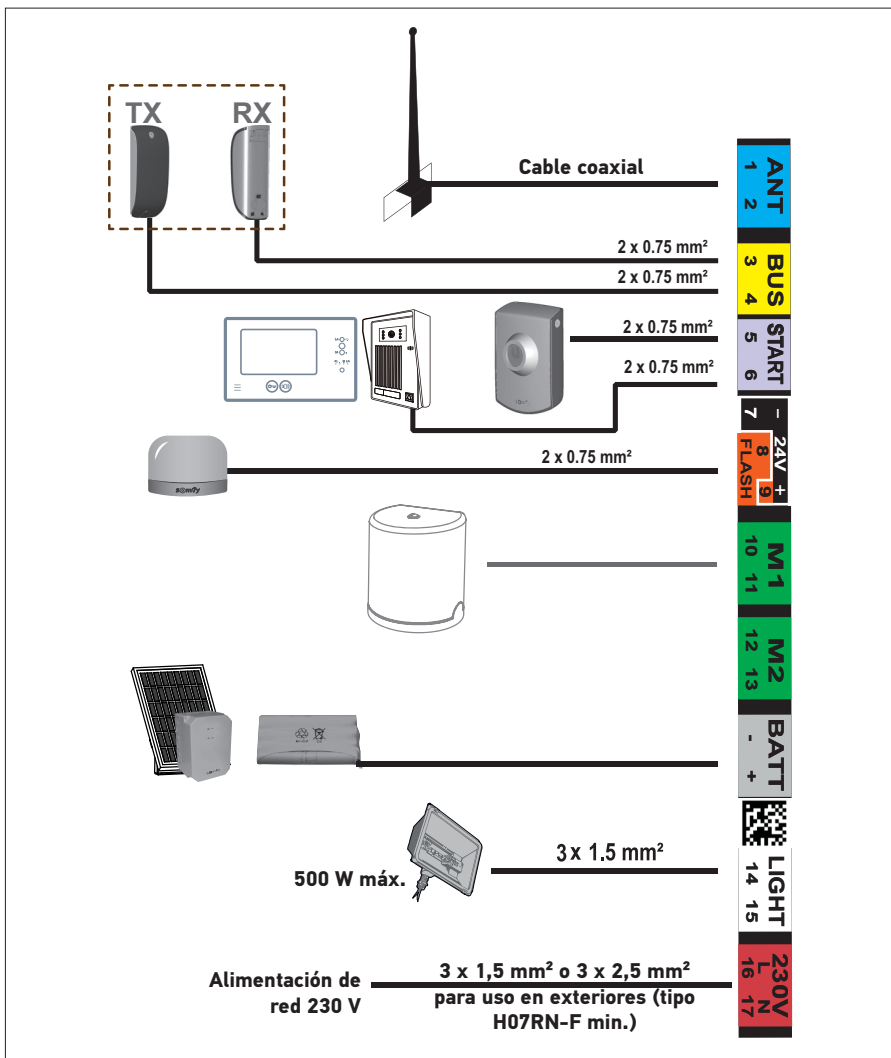 TX
RX
Cable coaxial
ANT
1 2
2 x 0.75 mm²
2 x 0.75 mm²
BUS
3 4
2 x 0.75 mm²
2 x 0.75 mm²
START
5 6
somfy
2 x 0.75 mm²
- 24V +
7 8 9
FLASH
M1
10 11
M2
12 13
BATT
- +
500 W máx.
3 x 1.5 mm²
LIGHT
14 15
Alimentación de
red 230 V
3 x 1,5 mm² o 3 x 2,5 mm²
para uso en exteriores (tipo
H07RN-F min.)
230V
L N
16 17